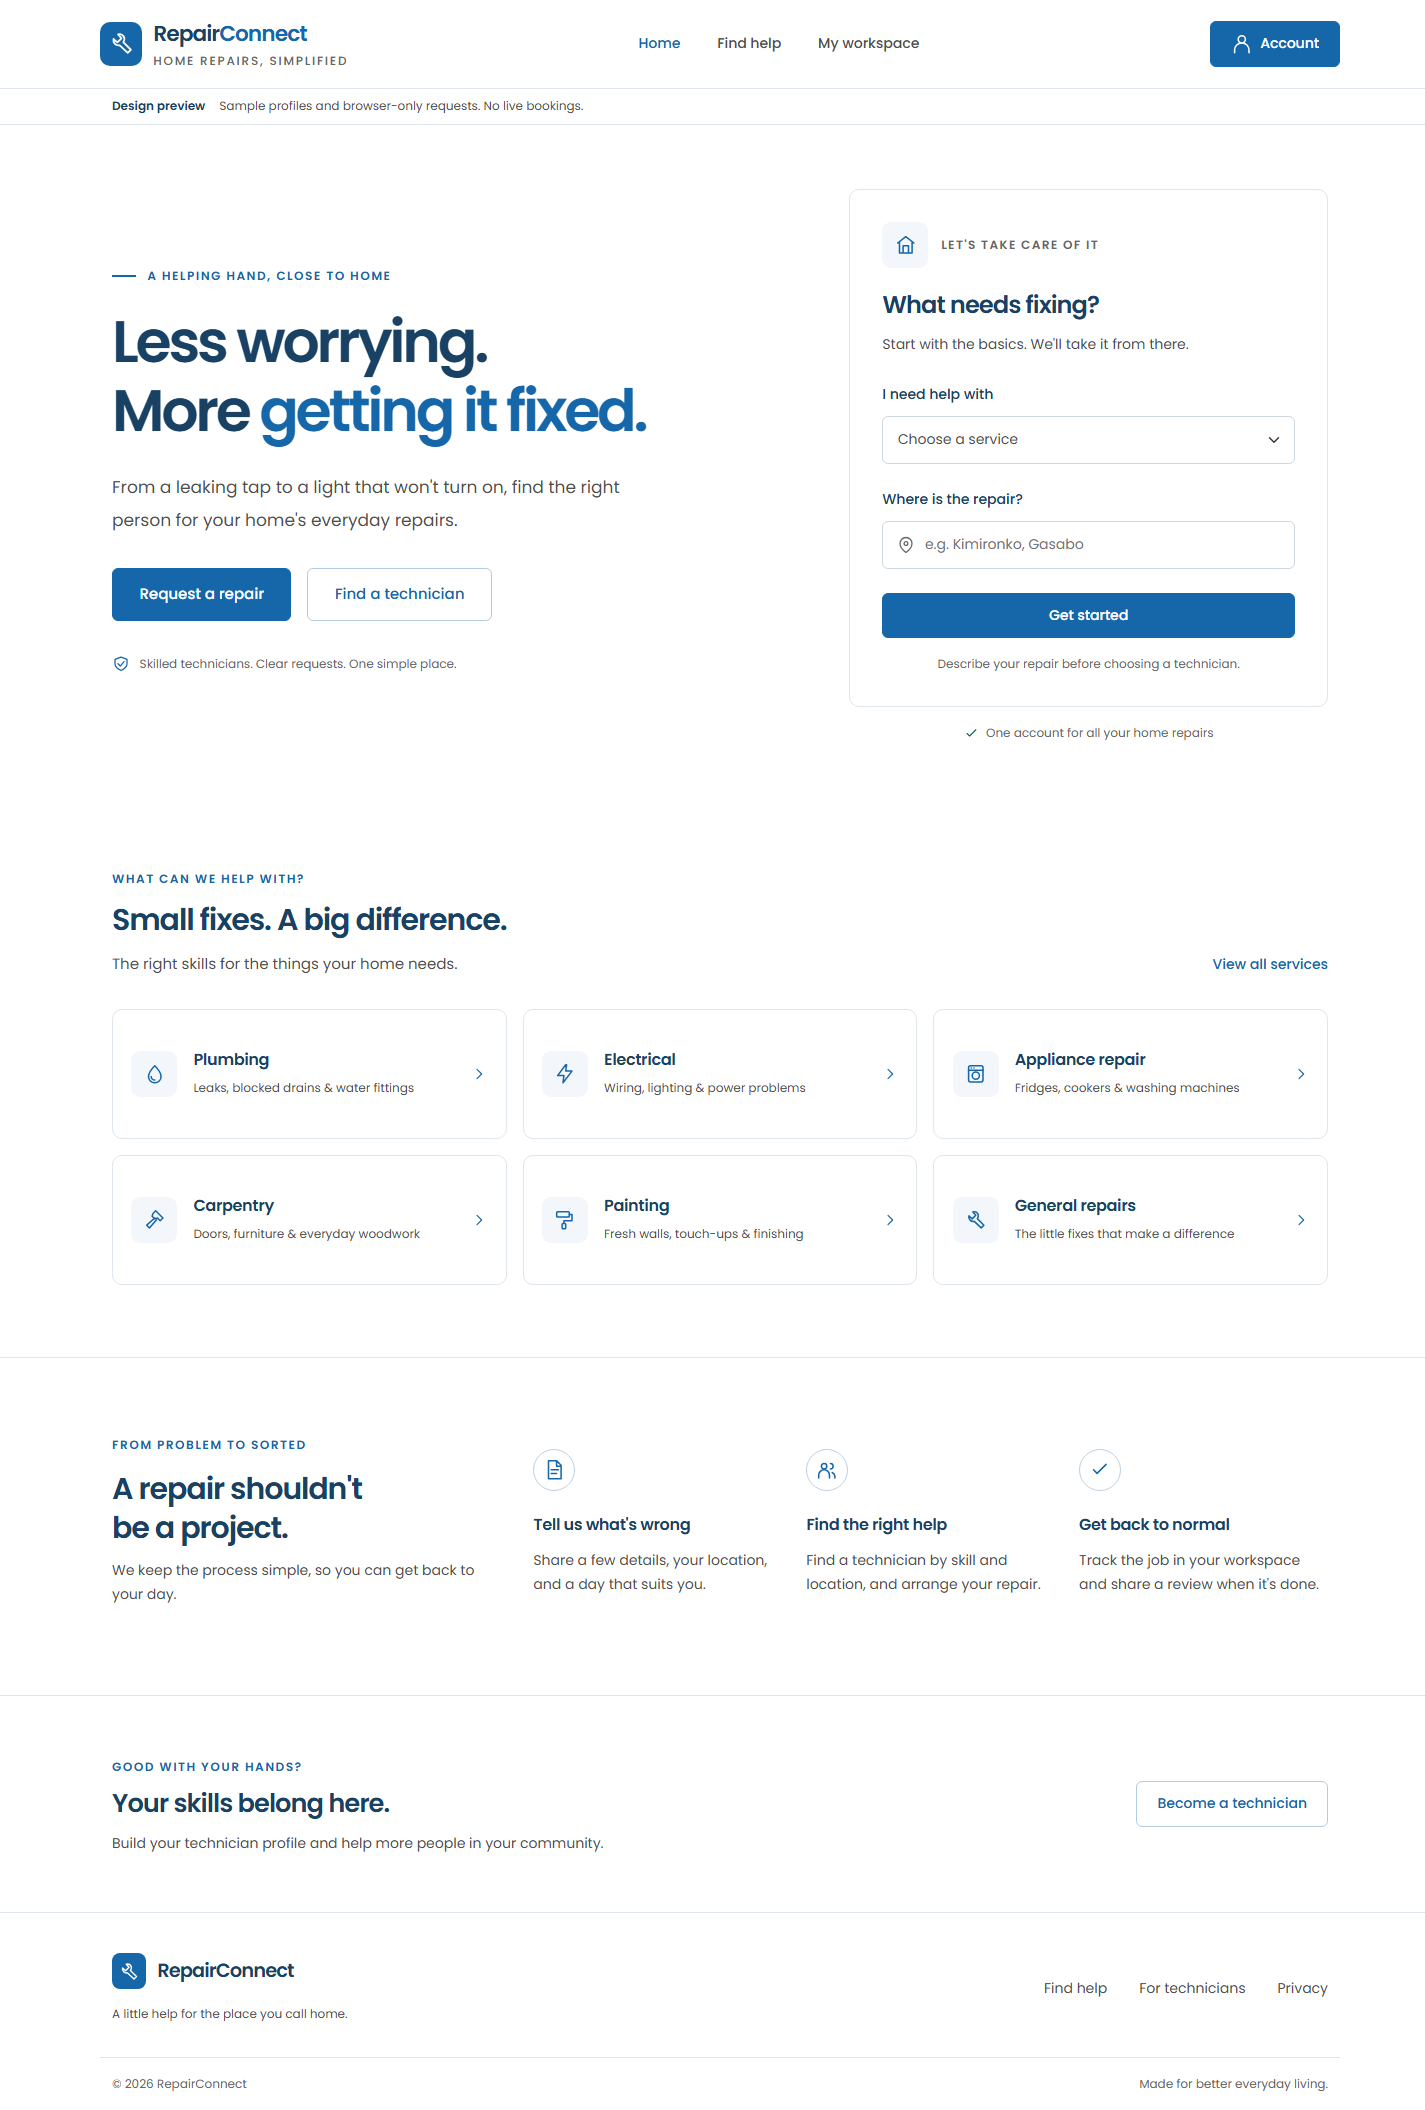 RepairConnect
HOME REPAIRS, SIMPLIFIED
Home
Find help
My workspace
Account
Design preview
Sample profiles and browser-only requests. No live bookings.
A HELPING HAND, CLOSE TO HOME
Less worrying.
More getting it fixed.
From a leaking tap to a light that won't turn on, find the right
person for your home's everyday repairs.
Request a repair
Find a technician
Skilled technicians. Clear requests. One simple place.
LET'S TAKE CARE OF IT
What needs fixing?
Start with the basics. We'll take it from there.
I need help with
Choose a service
Where is the repair?
e.g. Kimironko, Gasabo
Get started
Describe your repair before choosing a technician.
One account for all your home repairs
WHAT CAN WE HELP WITH?
Small fixes. A big difference.
The right skills for the things your home needs.
View all services
Plumbing
Leaks, blocked drains & water fittings
Electrical
Wiring, lighting & power problems
Appliance repair
Fridges, cookers & washing machines
Carpentry
Doors, furniture & everyday woodwork
Painting
Fresh walls, touch-ups & finishing
General repairs
The little fixes that make a difference
FROM PROBLEM TO SORTED
A repair shouldn't
be a project.
We keep the process simple, so you can get back to
your day.
Tell us what's wrong
Share a few details, your location,
and a day that suits you.
Find the right help
Find a technician by skill and
location, and arrange your repair.
Get back to normal
Track the job in your workspace
and share a review when it's done.
GOOD WITH YOUR HANDS?
Your skills belong here.
Build your technician profile and help more people in your community.
Become a technician
RepairConnect
A little help for the place you call home.
Find help
For technicians
Privacy
© 2026 RepairConnect
Made for better everyday living.